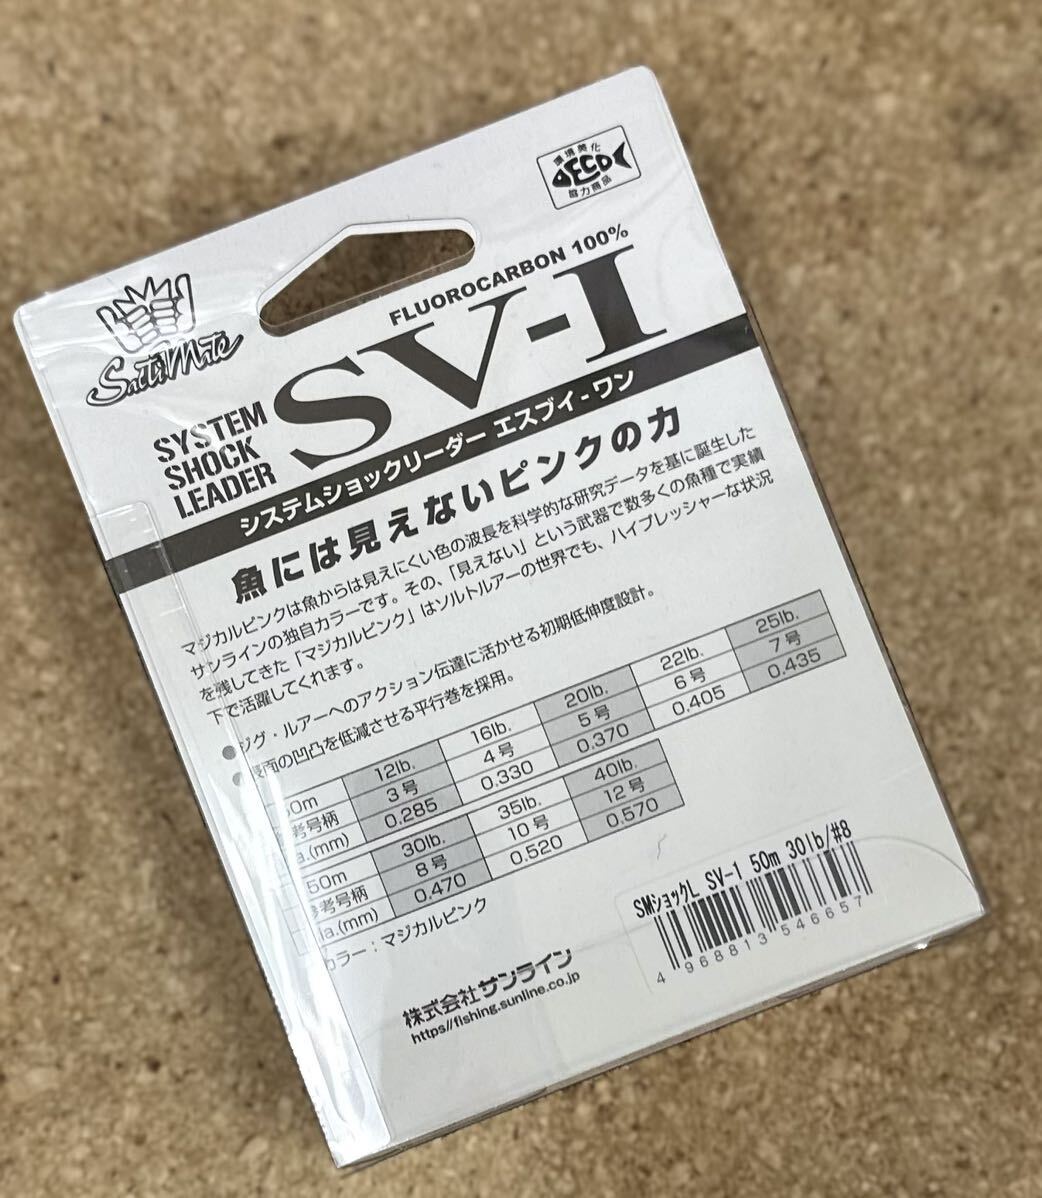 環境美化
ECO
協力商品
SaltiMate
FLUOROCARBON 100%
SYSTEM
SHOCK
LEADER
SV-I
システムショックリーダー エスブイ-ワン
魚には見えないピンクの力
マジカルピンクは魚からは見えにくい色の波長を科学的な研究データを基に誕生した
サンラインの独自カラーです。その、「見えない」という武器で数多くの魚種で実績
を残してきた「マジカルピンク」はソルトルアーの世界でも、ハイプレッシャーな状況
下で活躍してくれます。
●ジグ・ルアーへのアクション伝達に活かせる初期低伸度設計。
●表面の凹凸を低減させる平行巻を採用。
50m 12lb. 16lb. 20lb. 22lb. 25lb.
参考号柄 3号 4号 5号 6号 7号
a.(mm) 0.285 0.330 0.370 0.405 0.435
50m 30lb. 35lb. 40lb.
参考号柄 8号 10号 12号
ia.(mm) 0.470 0.520 0.570
カラー：マジカルピンク
SMショックL SV-1 50m 30lb/#8
4 968813 546657
株式会社サンライン
https//fishing.sunline.co.jp